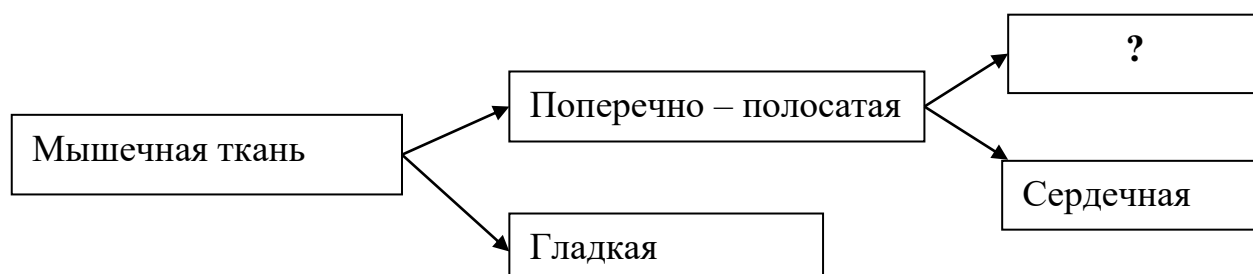 ?
Поперечно – полосатая
Мышечная ткань
Сердечная
Гладкая